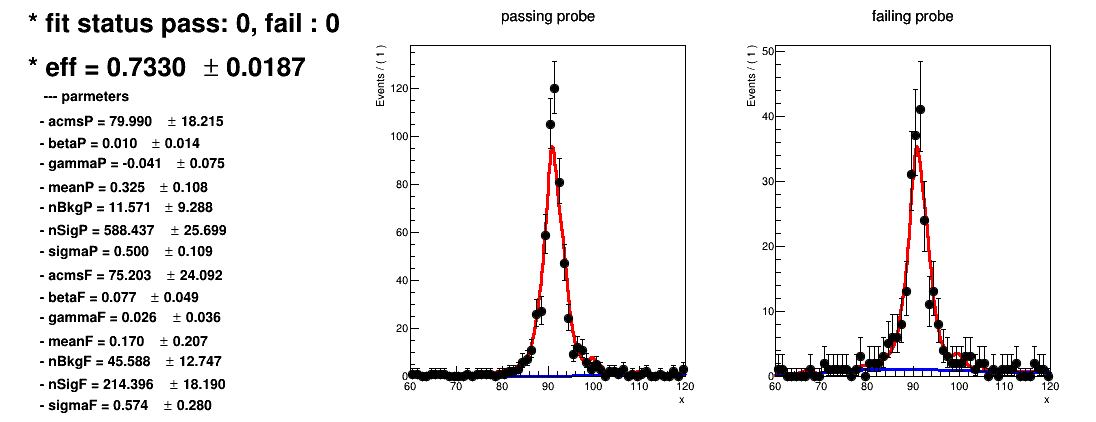 * fit status pass: 0, fail : 0
* eff = 0.7330 ± 0.0187
--- parmeters
- acmsP = 79.990 ± 18.215
- betaP = 0.010 ± 0.014
- gammaP = -0.041 ± 0.075
- meanP = 0.325 ± 0.108
- nBkgP = 11.571 ± 9.288
- nSigP = 588.437 ± 25.699
- sigmaP = 0.500 ± 0.109
- acmsF = 75.203 ± 24.092
- betaF = 0.077 ± 0.049
- gammaF = 0.026 ± 0.036
- meanF = 0.170 ± 0.207
- nBkgF = 45.588 ± 12.747
- nSigF = 214.396 ± 18.190
- sigmaF = 0.574 ± 0.280
passing probe
Events / ( 1 )
120
100
80
60
40
20
0
60 70 80 90 100 110 120
x
failing probe
Events / ( 1 )
50
40
30
20
10
0
60 70 80 90 100 110 120
x